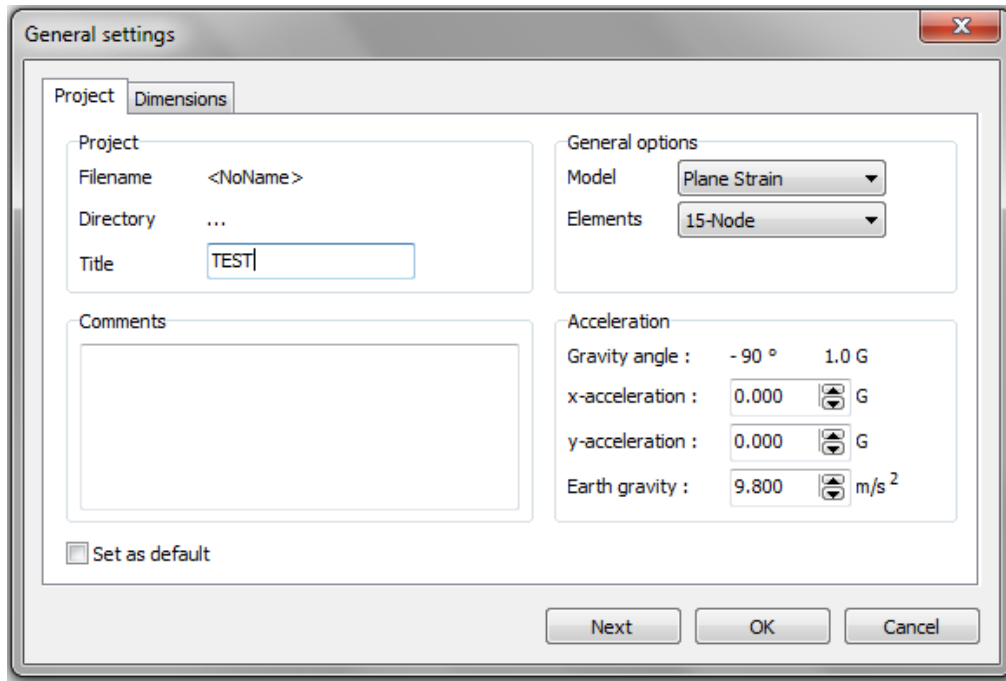 General settings
X
Project Dimensions
Project
Filename <NoName>
Directory ...
Title TEST
General options
Model Plane Strain
Elements 15-Node
Comments
Acceleration
Gravity angle : - 90 ° 1.0 G
x-acceleration : 0.000 G
y-acceleration : 0.000 G
Earth gravity : 9.800 m/s²
Set as default
Next OK Cancel